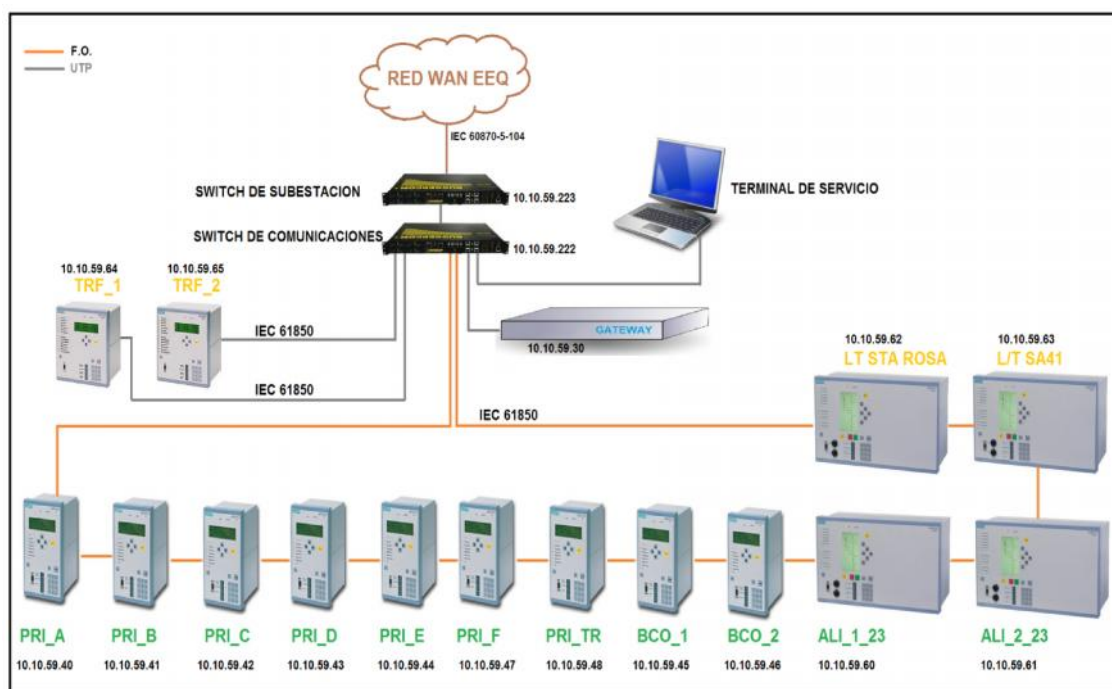 F.O.
UTP
RED WAN EEQ
IEC 60870-5-104
SWITCH DE SUBESTACION
10.10.59.223
TERMINAL DE SERVICIO
SWITCH DE COMUNICACIONES
10.10.59.222
10.10.59.64
TRF_1
10.10.59.65
TRF_2
IEC 61850
GATEWAY
10.10.59.30
IEC 61850
10.10.59.62
LT STA ROSA
10.10.59.63
L/T SA41
IEC 61850
PRI_A
PRI_B
PRI_C
PRI_D
PRI_E
PRI_F
PRI_TR
BCO_1
BCO_2
ALI_1_23
ALI_2_23
10.10.59.40
10.10.59.41
10.10.59.42
10.10.59.43
10.10.59.44
10.10.59.47
10.10.59.48
10.10.59.45
10.10.59.46
10.10.59.60
10.10.59.61